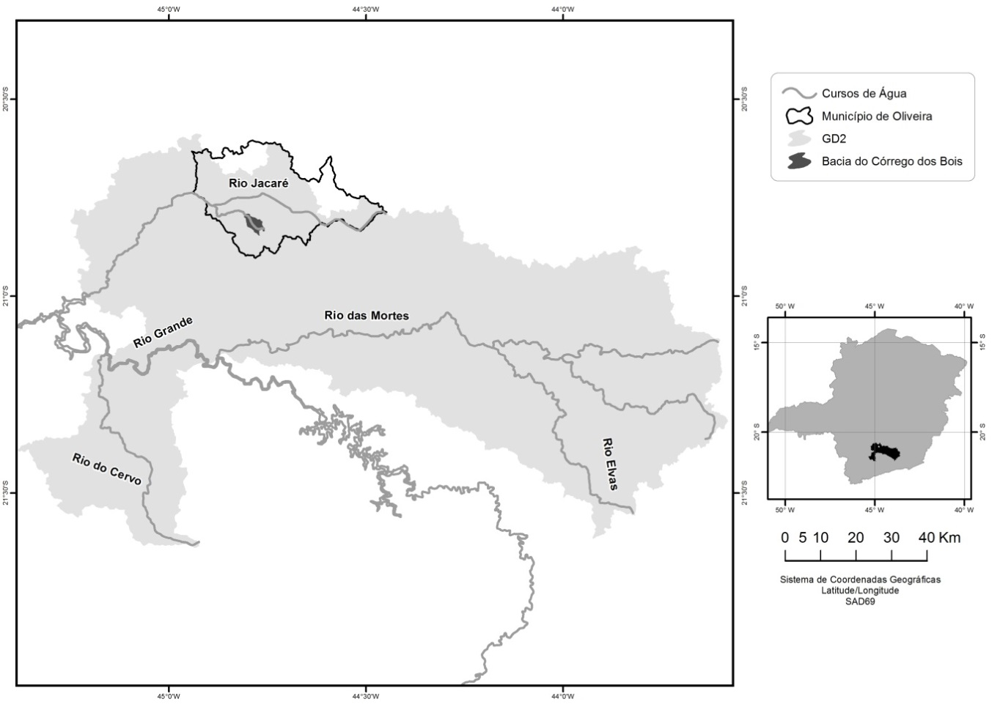 45°0'W
44°30'W
44°0'W
20°30'S
20°30'S
Cursos de Água
Município de Oliveira
GD2
Bacia do Córrego dos Bois
Rio Jacaré
21°0'S
21°0'S
Rio das Mortes
Rio Grande
Rio do Cervo
Rio Elvas
21°30'S
21°30'S
45°0'W
44°30'W
44°0'W
50° W
45° W
40° W
15° S
15° S
20° S
20° S
50° W
45° W
40° W
0 5 10 20 30 40 Km
Sistema de Coordenadas Geográficas
Latitude/Longitude
SAD69